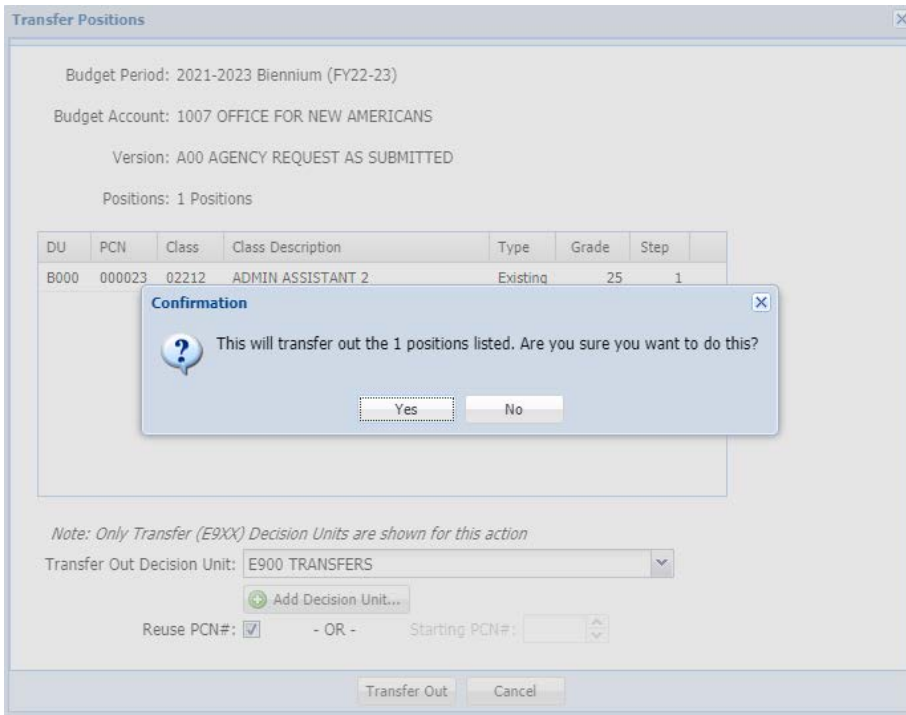 Transfer Positions
Budget Period: 2021-2023 Biennium (FY22-23)
Budget Account: 1007 OFFICE FOR NEW AMERICANS
Version: A00 AGENCY REQUEST AS SUBMITTED
Positions: 1 Positions
DU PCN Class Class Description Type Grade Step
B000 000023 02212 ADMIN ASSISTANT 2 Existing 25 1
Confirmation
This will transfer out the 1 positions listed. Are you sure you want to do this?
Yes No
Note: Only Transfer (E9XX) Decision Units are shown for this action
Transfer Out Decision Unit: E900 TRANSFERS
Add Decision Unit...
Reuse PCN#: - OR - Starting PCN#:
Transfer Out Cancel